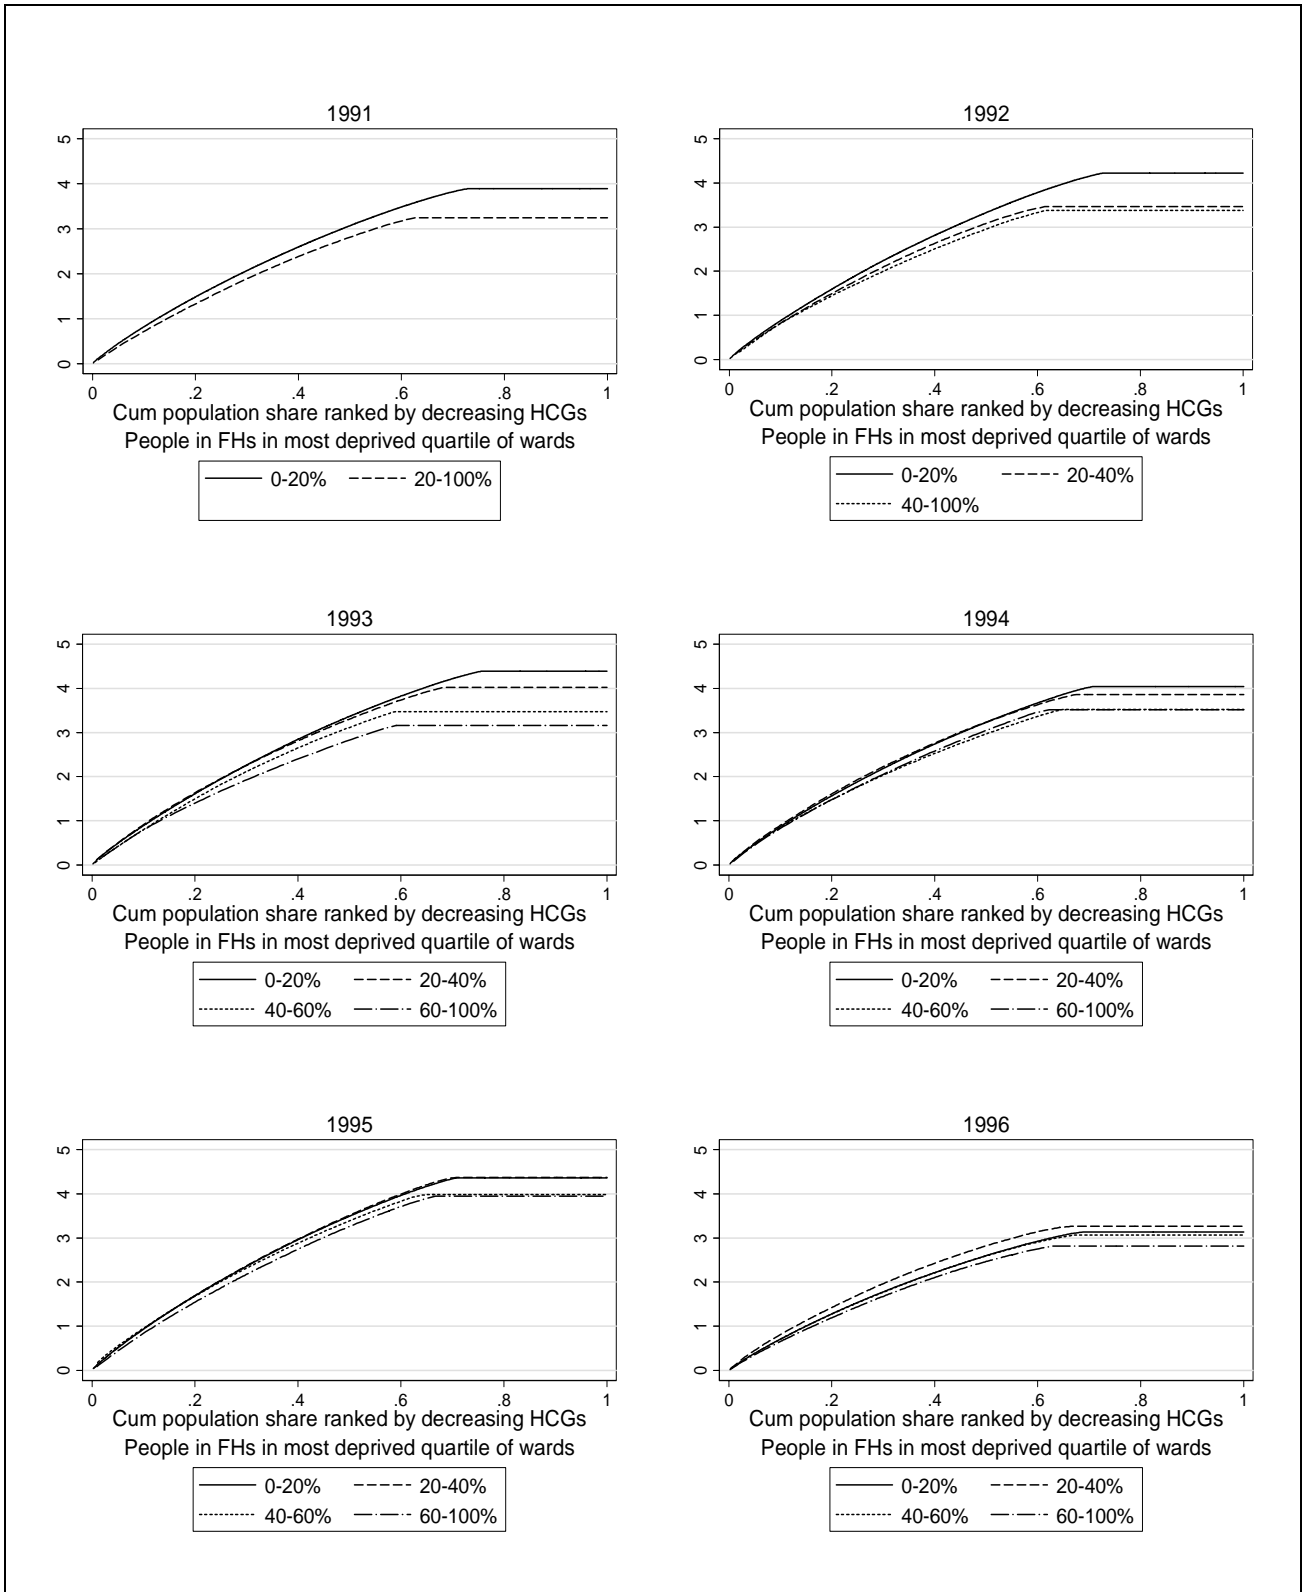 1991
5
4
3
2
1
0
0 .2 .4 .6 .8 1
Cum population share ranked by decreasing HCGs
People in FHs in most deprived quartile of wards
0-20% 20-100%
1992
5
4
3
2
1
0
0 .2 .4 .6 .8 1
Cum population share ranked by decreasing HCGs
People in FHs in most deprived quartile of wards
0-20% 20-40%
40-100%
1993
5
4
3
2
1
0
0 .2 .4 .6 .8 1
Cum population share ranked by decreasing HCGs
People in FHs in most deprived quartile of wards
0-20% 20-40%
40-60% 60-100%
1994
5
4
3
2
1
0
0 .2 .4 .6 .8 1
Cum population share ranked by decreasing HCGs
People in FHs in most deprived quartile of wards
0-20% 20-40%
40-60% 60-100%
1995
5
4
3
2
1
0
0 .2 .4 .6 .8 1
Cum population share ranked by decreasing HCGs
People in FHs in most deprived quartile of wards
0-20% 20-40%
40-60% 60-100%
1996
5
4
3
2
1
0
0 .2 .4 .6 .8 1
Cum population share ranked by decreasing HCGs
People in FHs in most deprived quartile of wards
0-20% 20-40%
40-60% 60-100%